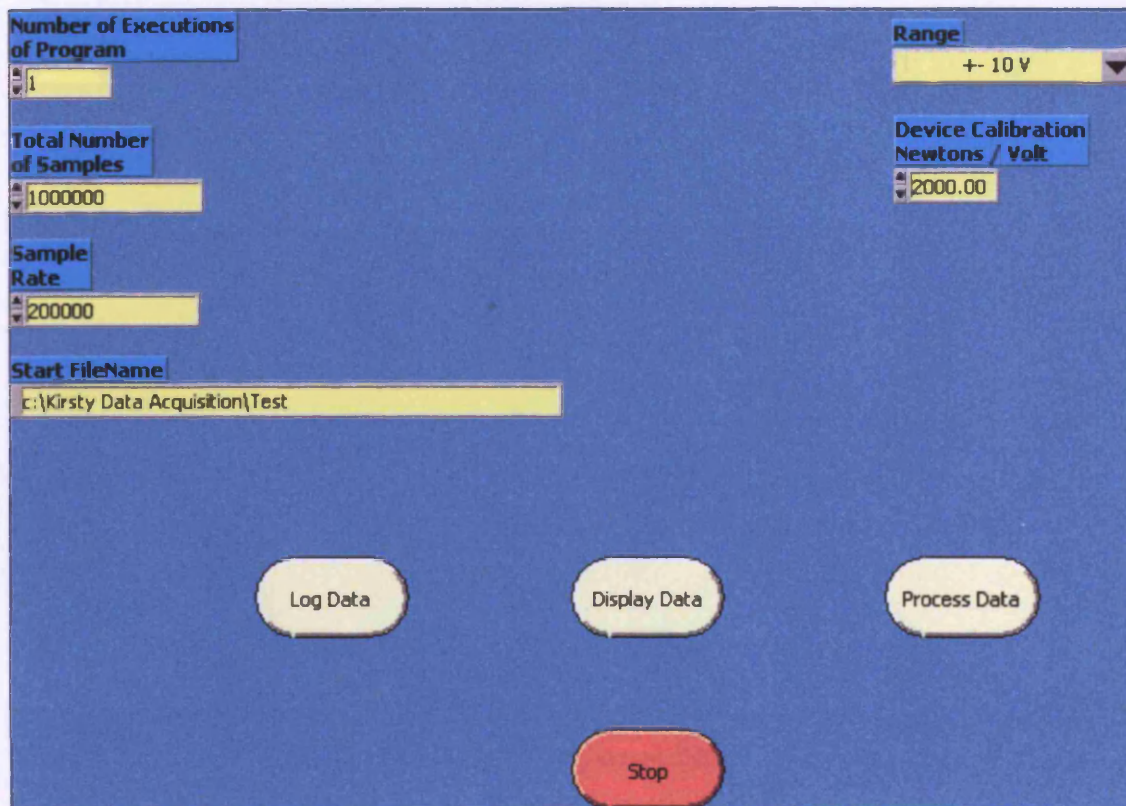 Number of Executions
of Program
1
Total Number
of Samples
1000000
Sample
Rate
200000
Start FileName
c:\Kirsty Data Acquisition\Test
Range
+- 10 V
Device Calibration
Newtons / Volt
2000.00
Log Data
Display Data
Process Data
Stop